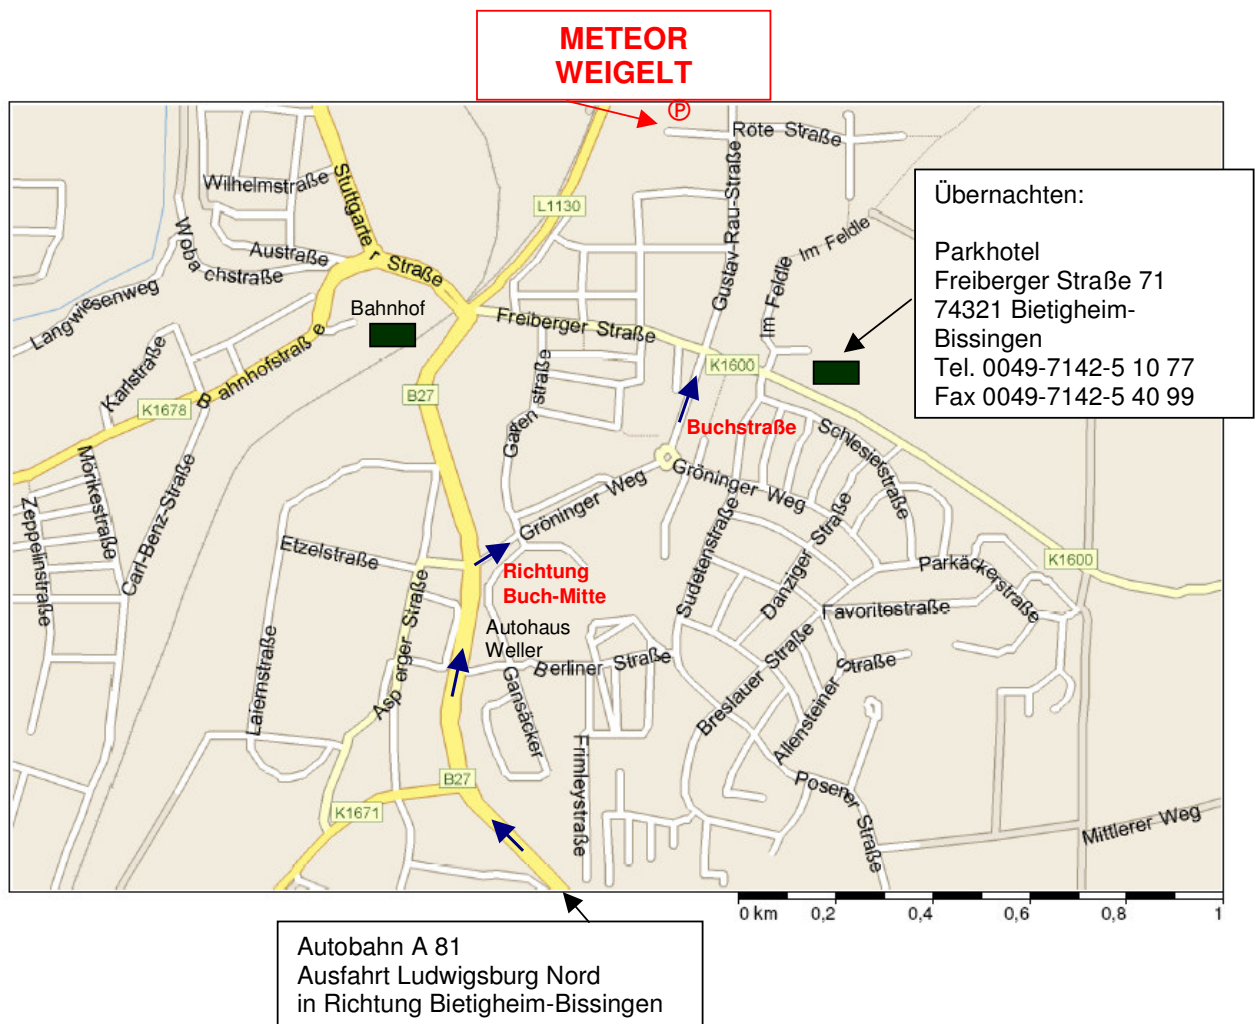 METEOR
WEIGELT
P
Rote Straße
Wilhelmstraße
Stuttgarter Straße
L1130
Gustav-Rau-Straße
Im Feldle
Im Feldle
Wobachstraße
Austraße
Langwiesenweg
Bahnhof
Freiberger Straße
Karlstraße
Bahnhofstraße
K1678
B27
K1600
Übernachten:
Parkhotel
Freiberger Straße 71
74321 Bietigheim-
Bissingen
Tel. 0049-7142-5 10 77
Fax 0049-7142-5 40 99
Garten straße
Buchstraße
Schlesierstraße
Mörikestraße
Zeppelinstraße
Carl-Benz-Straße
Gröninger Weg
Gröninger Weg
Etzelstraße
Richtung
Buch-Mitte
Sudetenstraße
Danziger Straße
Parkäckerstraße
K1600
Favoritestraße
Asperger Straße
Autohaus
Weller
Laiernstraße
Berliner Straße
Gansäcker
Breslauer Straße
Allensteiner Straße
Frimleystraße
B27
K1671
Posener Straße
Mittlerer Weg
0 km 0,2 0,4 0,6 0,8 1
Autobahn A 81
Ausfahrt Ludwigsburg Nord
in Richtung Bietigheim-Bissingen